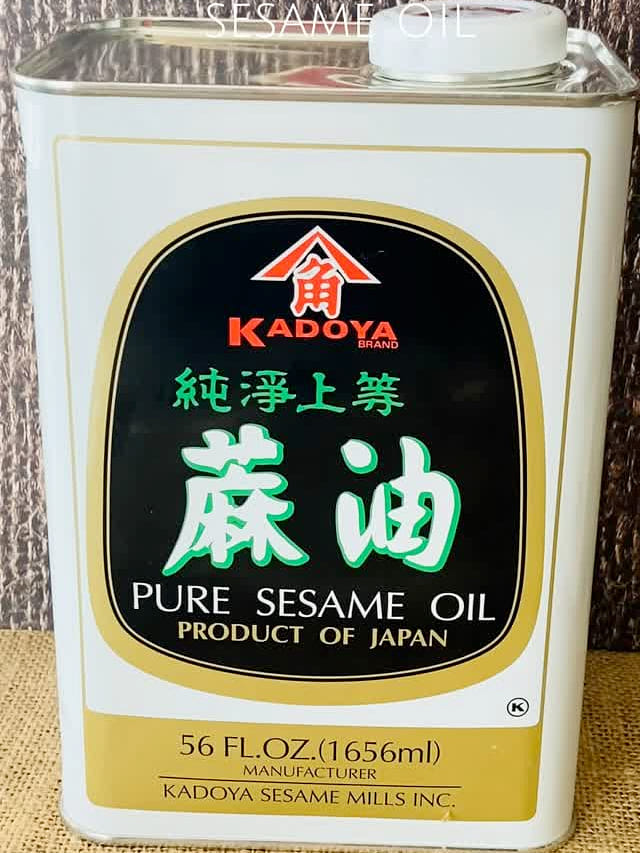 SESAME OIL
角
KADOYA
BRAND
純淨上等
蔴油
PURE SESAME OIL
PRODUCT OF JAPAN
K
56 FL.OZ.(1656ml)
MANUFACTURER
KADOYA SESAME MILLS INC.